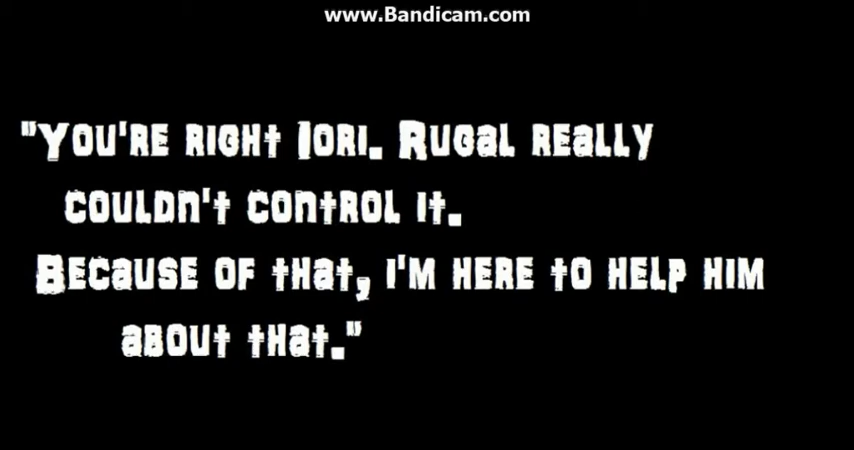 www.Bandicam.com
"You're right Iori. Rugal really
couldn't control it.
Because of that, i'm here to help him
about that."